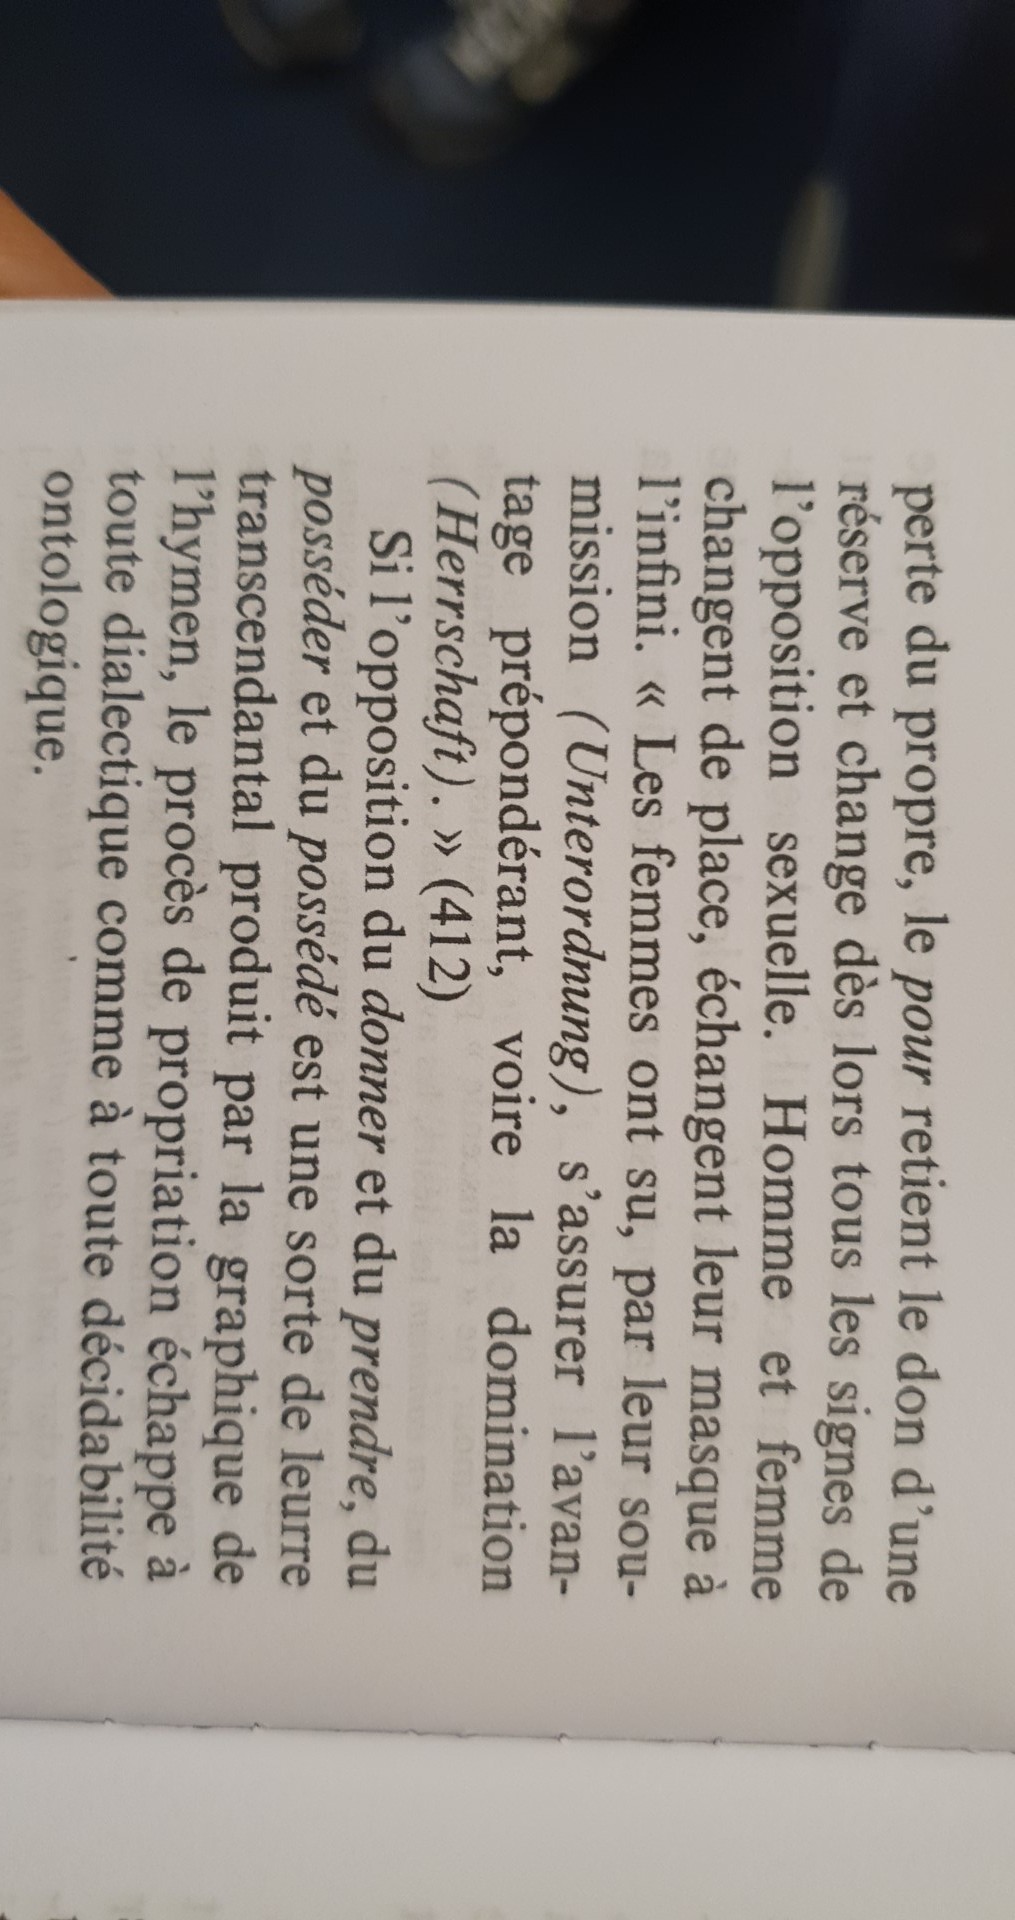 perte du propre, le pour retient le don d'une
réserve et change dès lors tous les signes de
l'opposition sexuelle. Homme et femme
changent de place, échangent leur masque à
l'infini. « Les femmes ont su, par leur sou-
mission (Unterordnung), s'assurer l'avan-
tage prépondérant, voire la domination
(Herrschaft). » (412)
Si l'opposition du donner et du prendre, du
posséder et du possédé est une sorte de leurre
transcendantal produit par la graphique de
l'hymen, le procès de propriation échappe à
toute dialectique comme à toute décidabilité
ontologique.